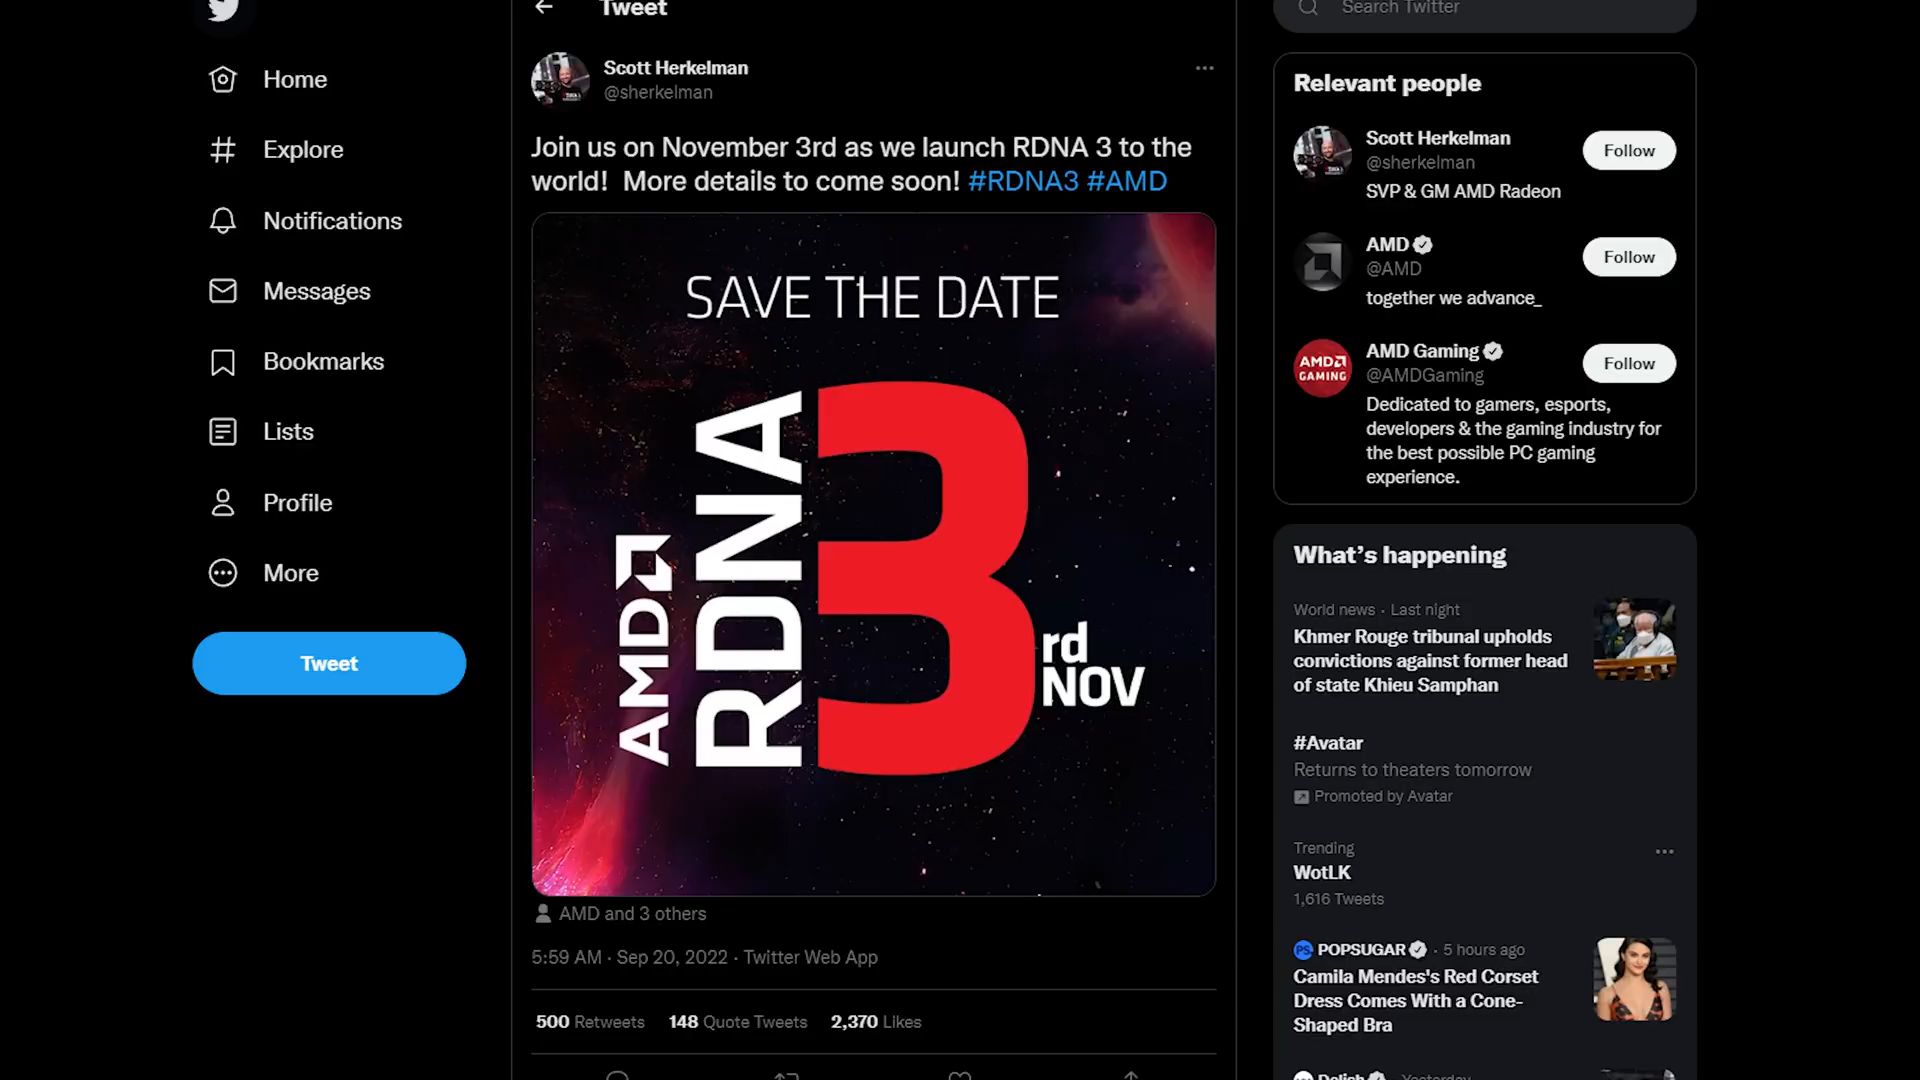 Tweet
Search Twitter
Home
Explore
Notifications
Messages
Bookmarks
Lists
Profile
More
Tweet
Scott Herkelman
@sherkelman
Join us on November 3rd as we launch RDNA 3 to the
world! More details to come soon! #RDNA3 #AMD
SAVE THE DATE
AMD
RDNA
3
rd
NOV
AMD and 3 others
5:59 AM · Sep 20, 2022 · Twitter Web App
500 Retweets 148 Quote Tweets 2,370 Likes
Relevant people
Scott Herkelman
@sherkelman
Follow
SVP & GM AMD Radeon
AMD
@AMD
Follow
together we advance_
AMD
GAMING
AMD Gaming
@AMDGaming
Follow
Dedicated to gamers, esports,
developers & the gaming industry for
the best possible PC gaming
experience.
What's happening
World news · Last night
Khmer Rouge tribunal upholds
convictions against former head
of state Khieu Samphan
#Avatar
Returns to theaters tomorrow
Promoted by Avatar
Trending
WotLK
1,616 Tweets
PS POPSUGAR · 5 hours ago
Camila Mendes's Red Corset
Dress Comes With a Cone-
Shaped Bra
Delish · Yesterday